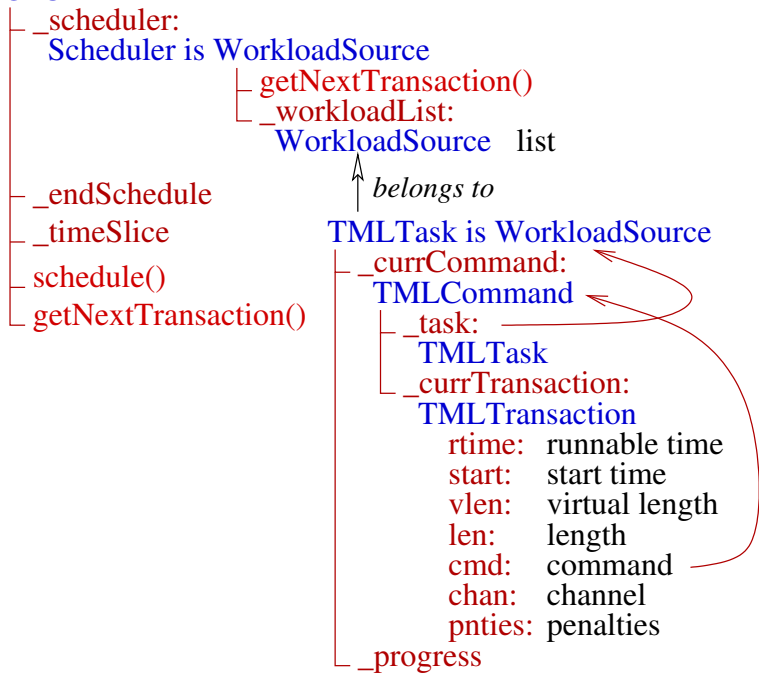 _scheduler:
Scheduler is WorkloadSource
getNextTransaction()
_workloadList:
WorkloadSource list
belongs to
_endSchedule
_timeSlice
schedule()
getNextTransaction()
TMLTask is WorkloadSource
_currCommand:
TMLCommand
_task:
TMLTask
_currTransaction:
TMLTransaction
rtime: runnable time
start: start time
vlen: virtual length
len: length
cmd: command
chan: channel
pnties: penalties
_progress